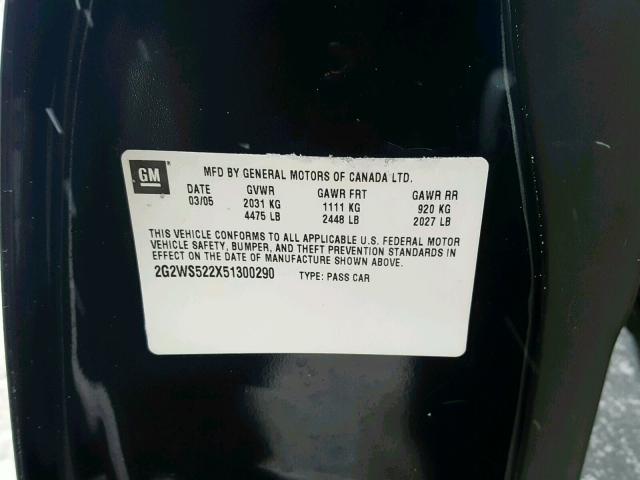 GM
MFD BY GENERAL MOTORS OF CANADA LTD.
DATE GVWR GAWR FRT GAWR RR
03/05 2031 KG 1111 KG 920 KG
4475 LB 2448 LB 2027 LB
THIS VEHICLE CONFORMS TO ALL APPLICABLE U.S. FEDERAL MOTOR
VEHICLE SAFETY, BUMPER, AND THEFT PREVENTION STANDARDS IN
EFFECT ON THE DATE OF MANUFACTURE SHOWN ABOVE.
2G2WS522X51300290 TYPE: PASS CAR